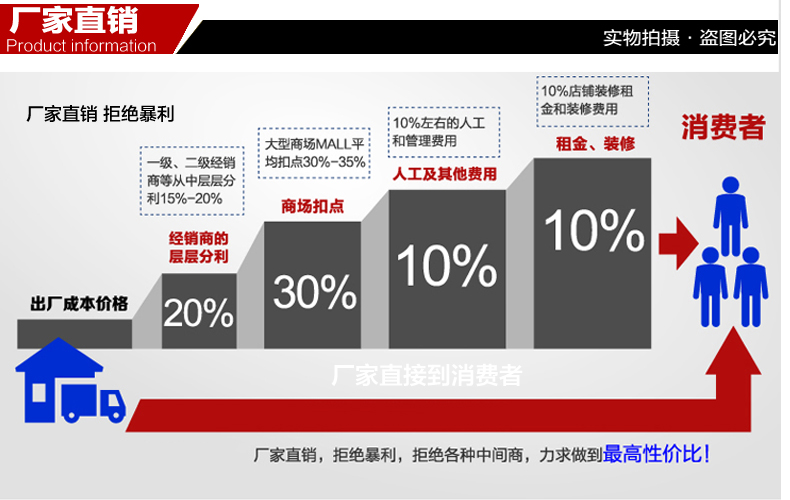 厂家直销
Product information
实物拍摄·盗图必究
厂家直销 拒绝暴利
10%店铺装修租
金和装修费用
消费者
10%左右的人工
和管理费用
大型商场MALL平
均扣点30%-35%
一级、二级经销
商等从中层层分
利15%-20%
租金、装修
人工及其他费用
商场扣点
经销商的
层层分利
出厂成本价格
20%
30%
10%
10%
厂家直接到消费者
厂家直销，拒绝暴利，拒绝各种中间商，力求做到最高性价比！